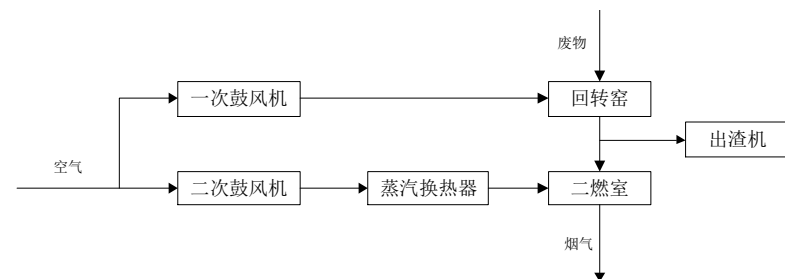 废物
一次鼓风机
回转窑
出渣机
空气
二次鼓风机
蒸汽换热器
二燃室
烟气